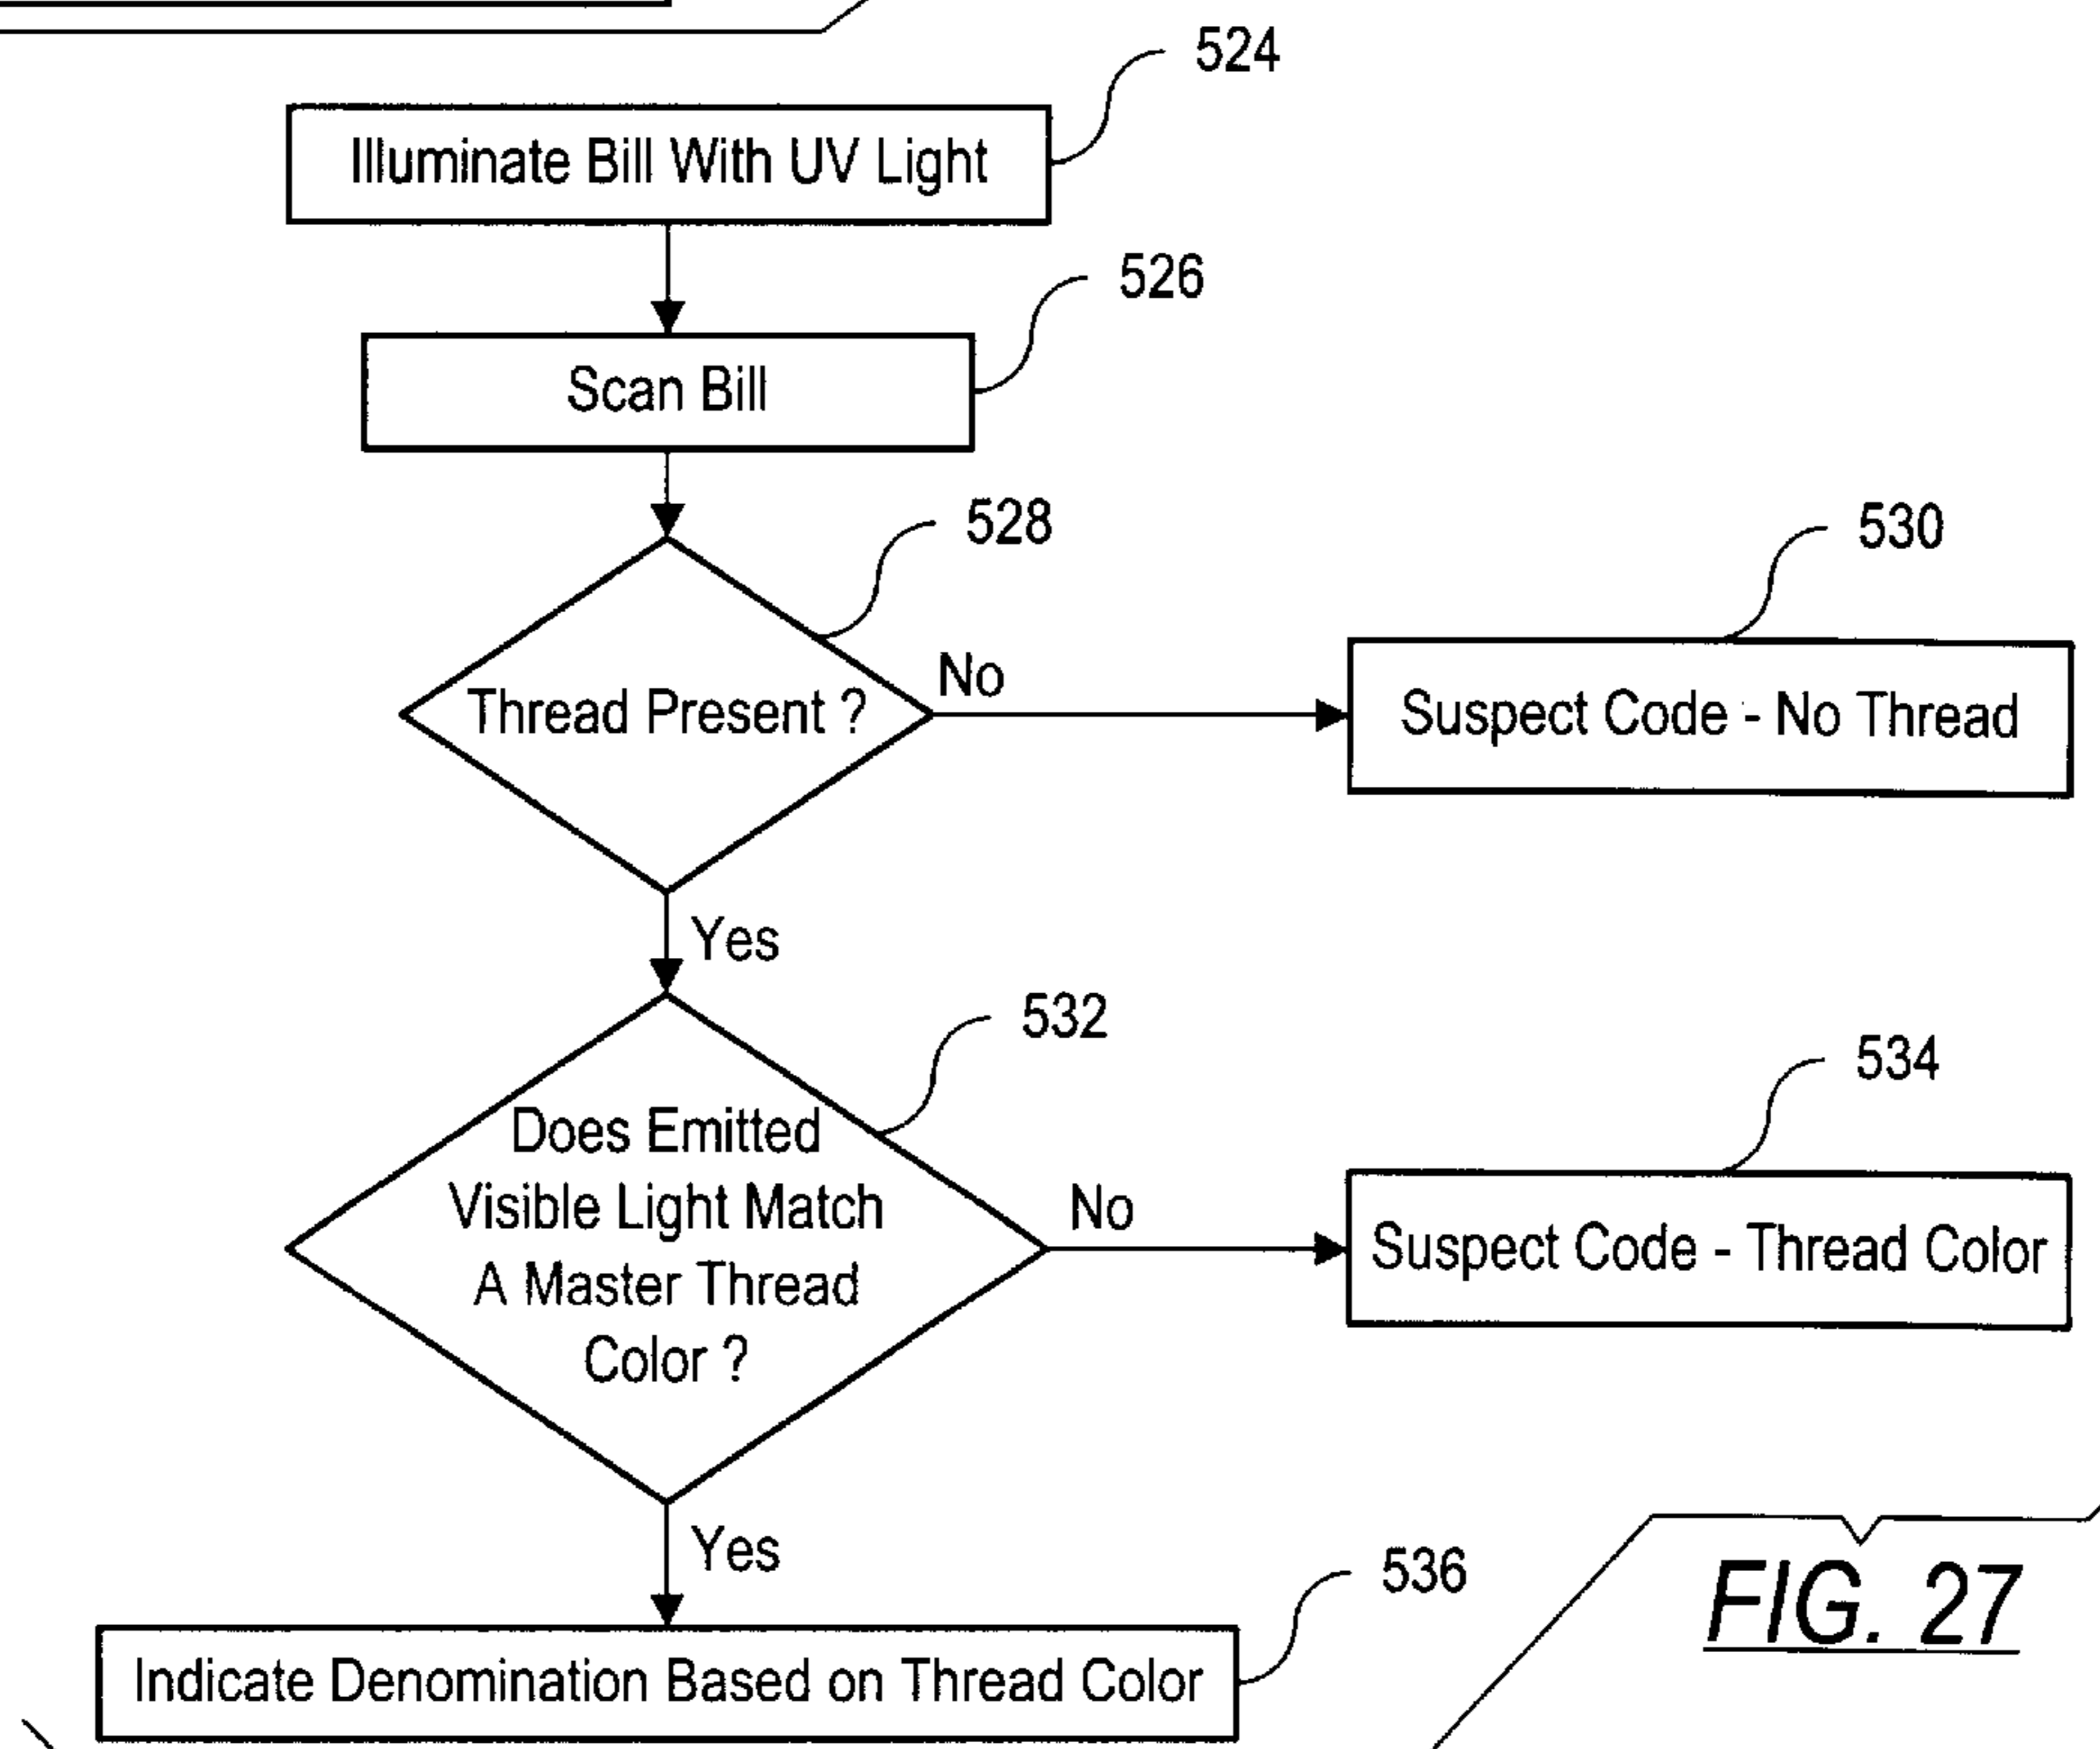 524
Illuminate Bill With UV Light
526
Scan Bill
528
530
Thread Present ?
No
Suspect Code - No Thread
Yes
532
534
Does Emitted
Visible Light Match
A Master Thread
Color ?
No
Suspect Code - Thread Color
Yes
536
Indicate Denomination Based on Thread Color
FIG. 27